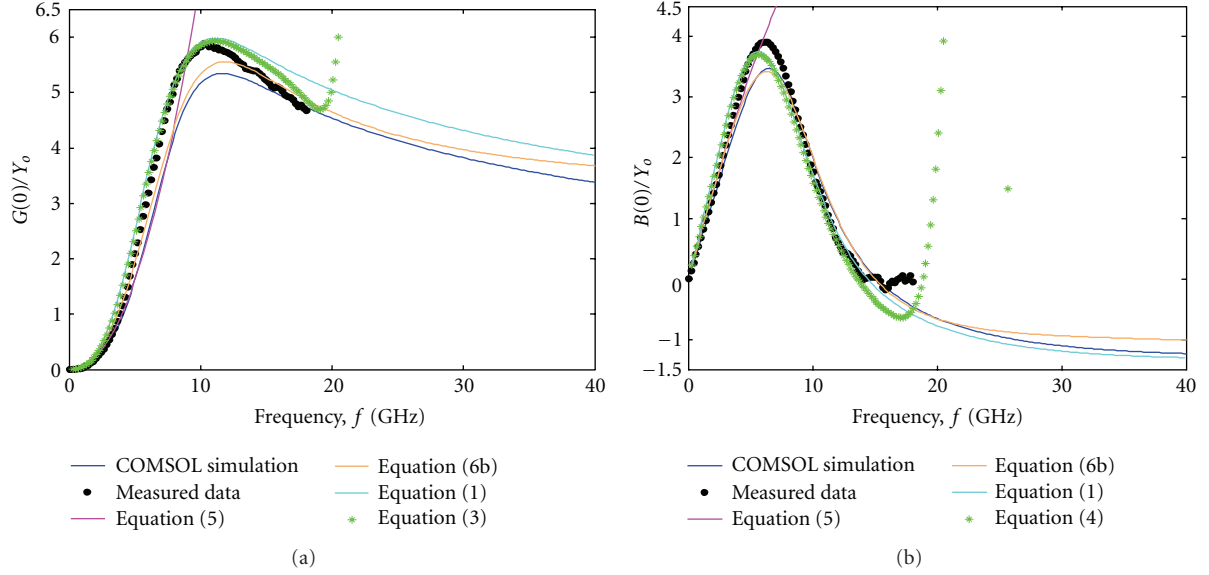 6.5
6
5
4
3
2
1
0
G(0)/Y_o
0
10
20
30
40
Frequency, f (GHz)
COMSOL simulation
Measured data
Equation (5)
Equation (6b)
Equation (1)
Equation (3)
(a)
4.5
4
3
2
1
0
−1
−1.5
B(0)/Y_o
0
10
20
30
40
Frequency, f (GHz)
COMSOL simulation
Measured data
Equation (5)
Equation (6b)
Equation (1)
Equation (4)
(b)